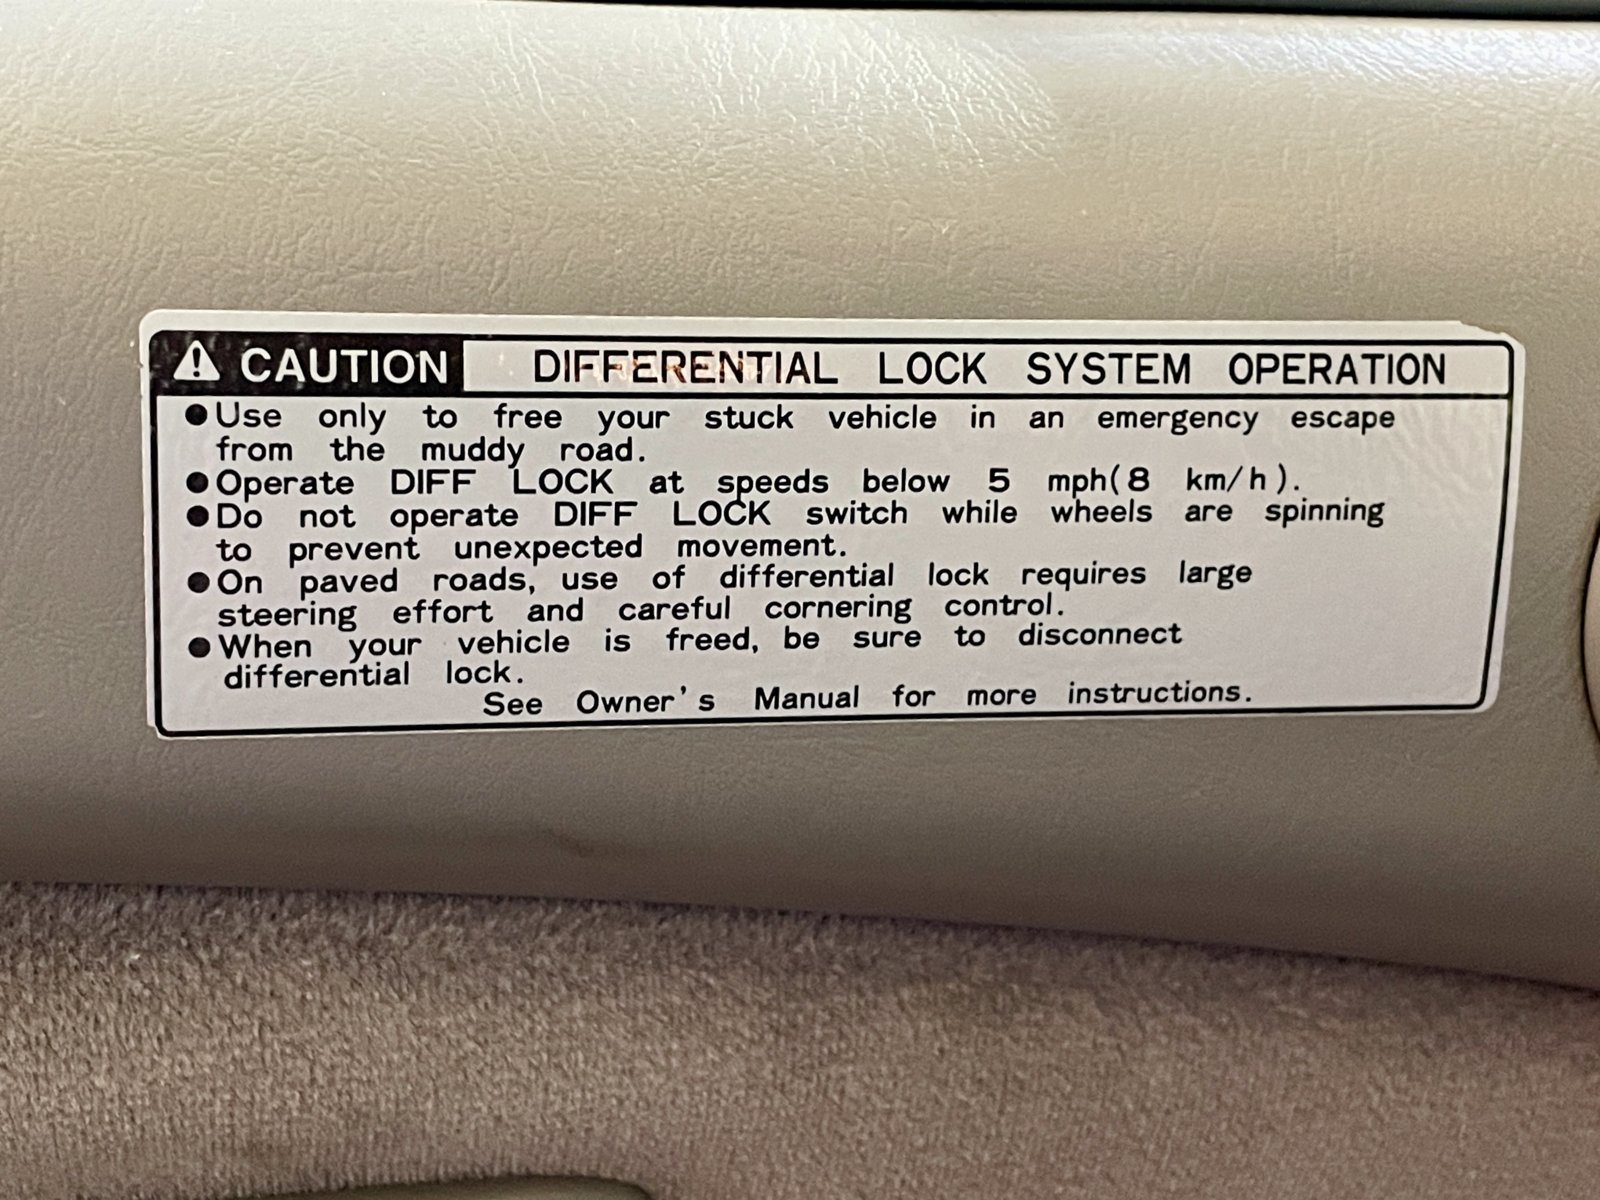 CAUTION DIFFERENTIAL LOCK SYSTEM OPERATION
●Use only to free your stuck vehicle in an emergency escape
from the muddy road.
●Operate DIFF LOCK at speeds below 5 mph(8 km/h).
●Do not operate DIFF LOCK switch while wheels are spinning
to prevent unexpected movement.
●On paved roads, use of differential lock requires large
steering effort and careful cornering control.
●When your vehicle is freed, be sure to disconnect
differential lock.
See Owner's Manual for more instructions.